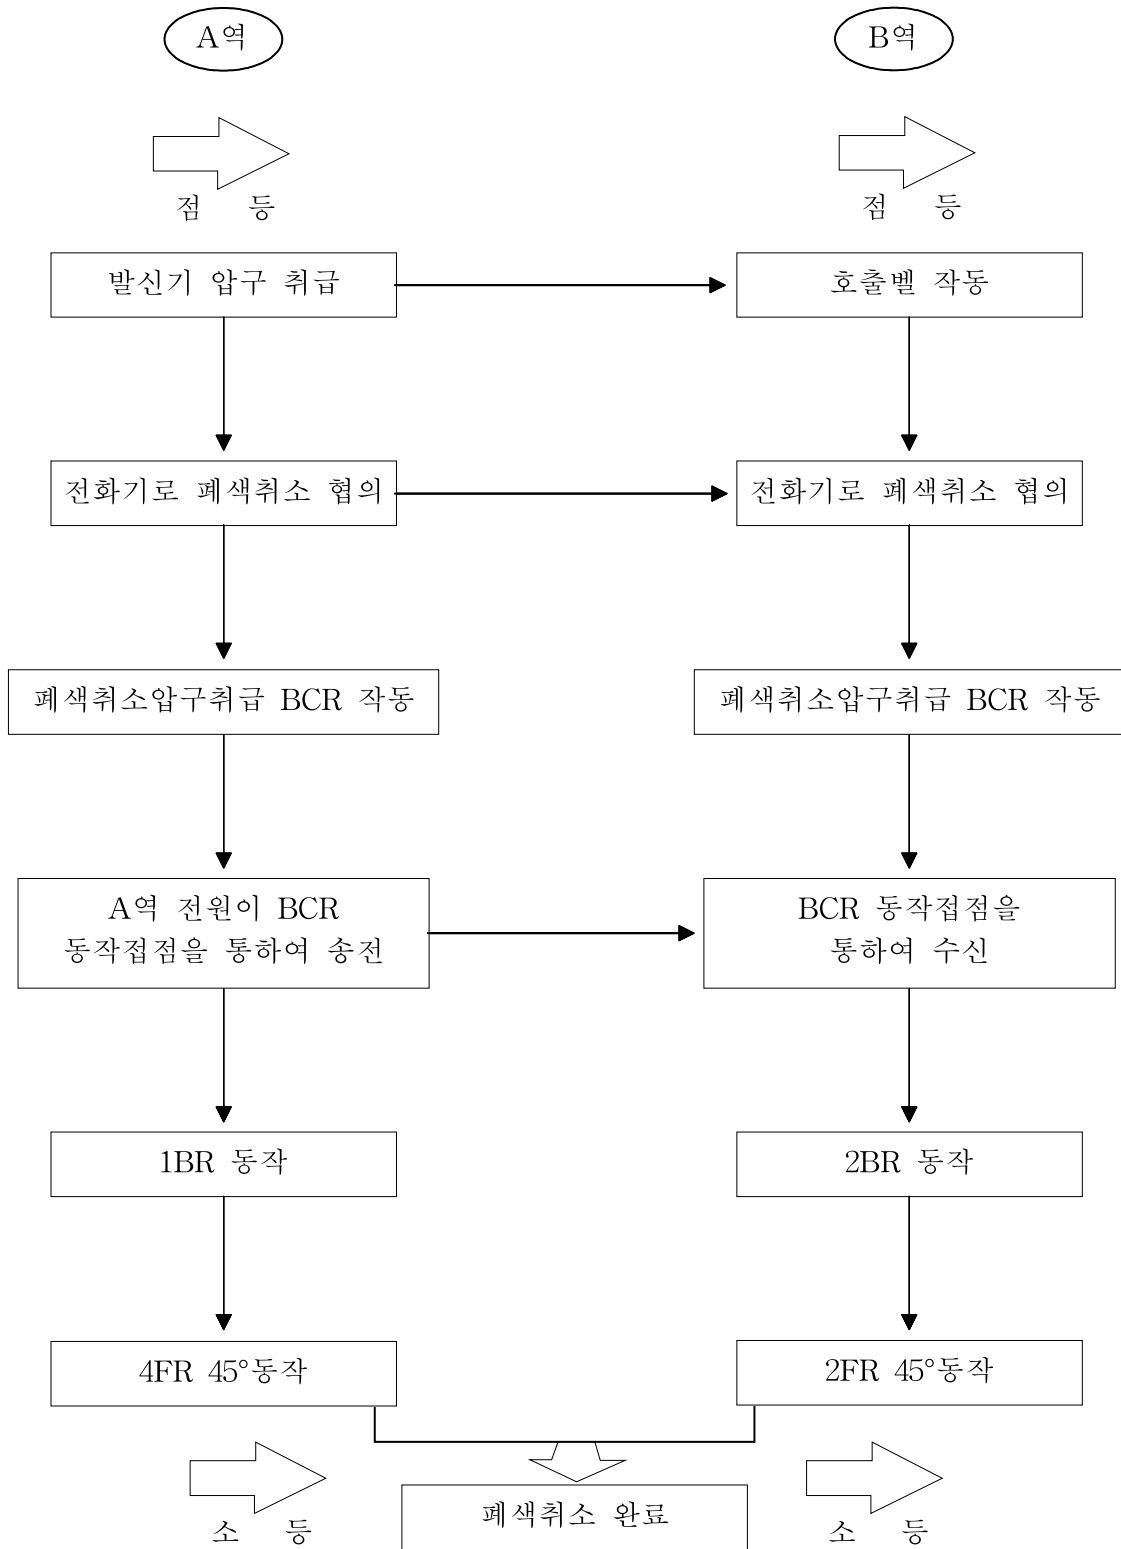 A역
B역
점 등
점 등
발신기 압구 취급
호출벨 작동
전화기로 폐색취소 협의
전화기로 폐색취소 협의
폐색취소압구취급 BCR 작동
폐색취소압구취급 BCR 작동
A역 전원이 BCR
동작접점을 통하여 송전
BCR 동작접점을
통하여 수신
1BR 동작
2BR 동작
4FR 45°동작
2FR 45°동작
폐색취소 완료
소 등
소 등